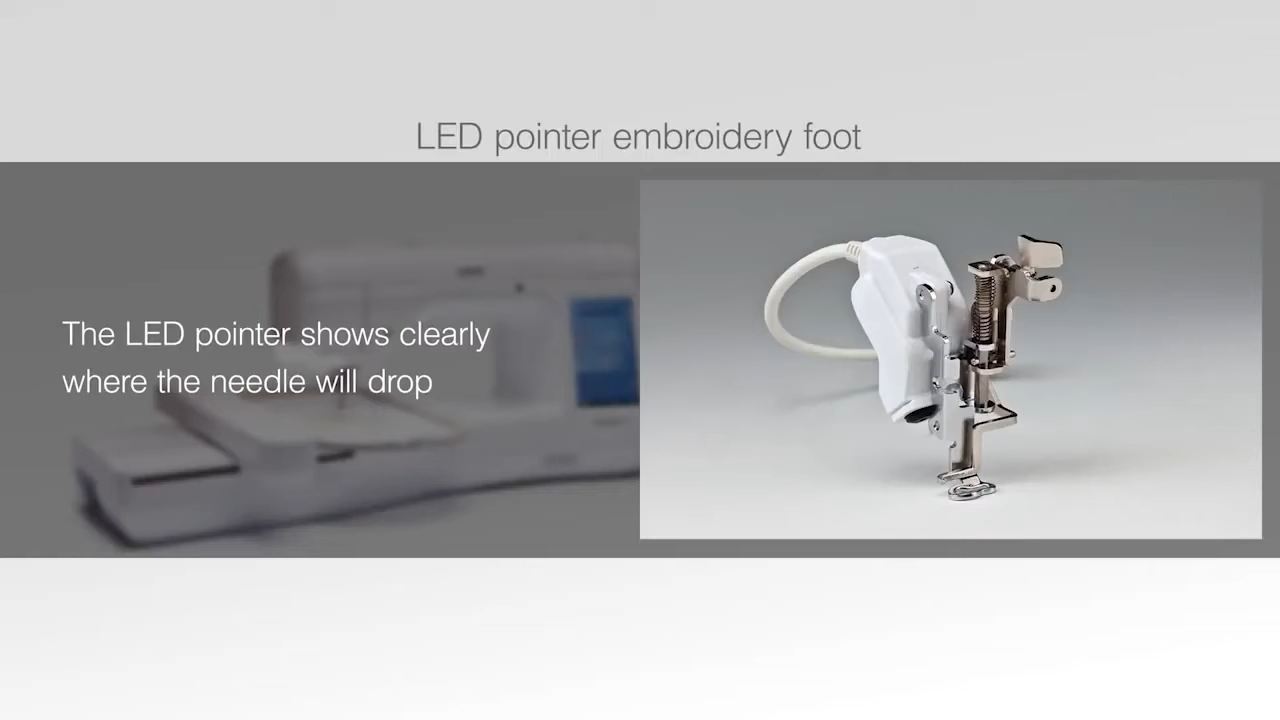 LED pointer embroidery foot
The LED pointer shows clearly
where the needle will drop